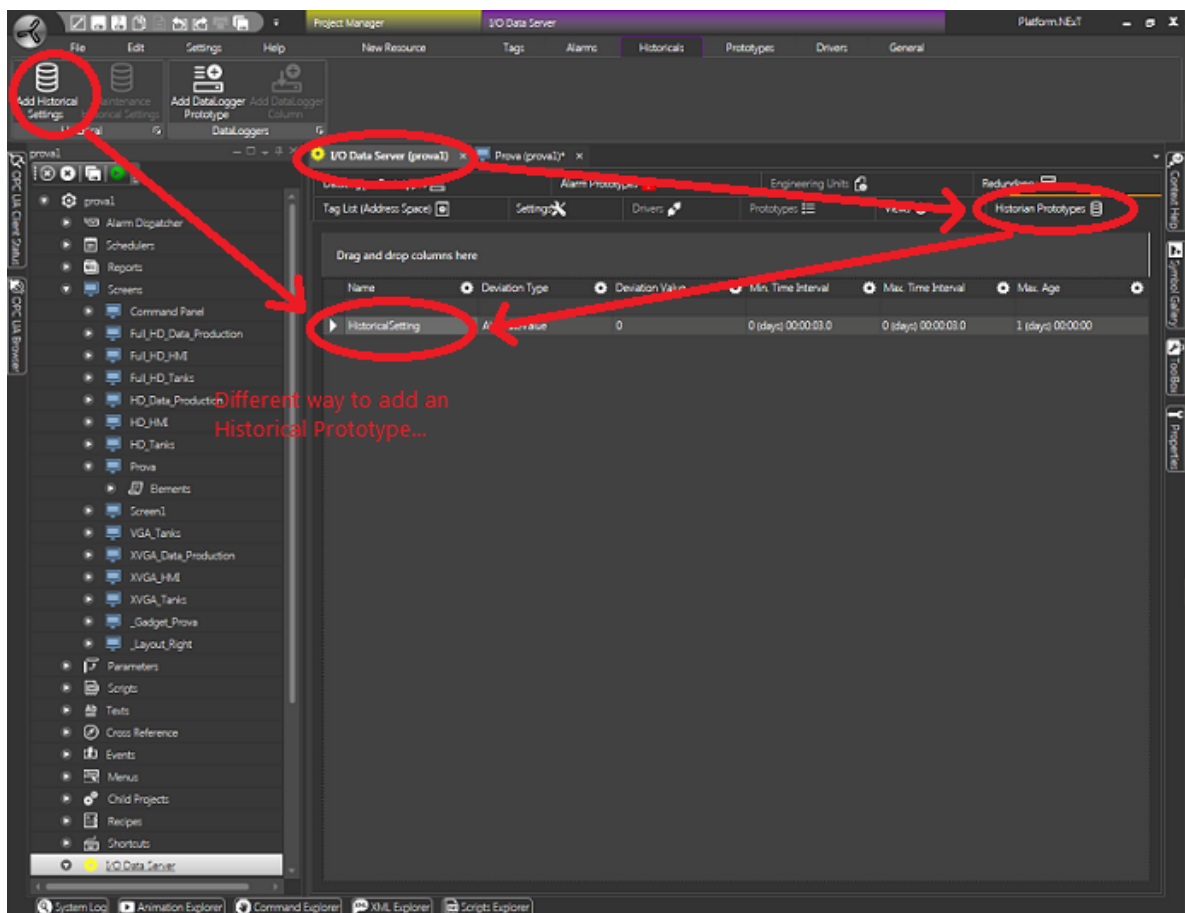 Project Manager
I/O Data Server
Platform.NExT
File Edit Settings Help New Resource Tags Alarms Historicals Prototypes Drivers General
Add Historical Settings
Maintenance Historical Settings
Add DataLogger Prototype
Add DataLogger Column
DataLoggers
prova1
I/O Data Server (prova1) × Prova (prova1)* ×
Alarm Prototypes
Engineering Units
Tag List (Address Space)
Settings
Drivers
Prototypes
Historian Prototypes
Drag and drop columns here
Name Deviation Type Deviation Value Min. Time Interval Max. Time Interval Max. Age
HistoricalSetting 0 0 (days) 00:00:03.0 0 (days) 00:00:03.0 1 (days) 00:00:00
Different way to add an
Historical Prototype...
prova1
Alarm Dispatcher
Schedulers
Reports
Screens
Command Panel
Full_HD_Data_Production
Full_HD_HMI
Full_HD_Tanks
HD_Data_Production
HD_HMI
HD_Tanks
Prova
Elements
Screen1
VGA_Tanks
XVGA_Data_Production
XVGA_HMI
XVGA_Tanks
_Gadget_Prova
_Layout_Right
Parameters
Scripts
Texts
Cross Reference
Events
Menus
Child Projects
Recipes
Shortcuts
I/O Data Server
OPC UA Client Status
OPC UA Browser
Context Help
Symbol Gallery
ToolBox
Properties
System Log Animation Explorer Command Explorer XML Explorer Scripts Explorer